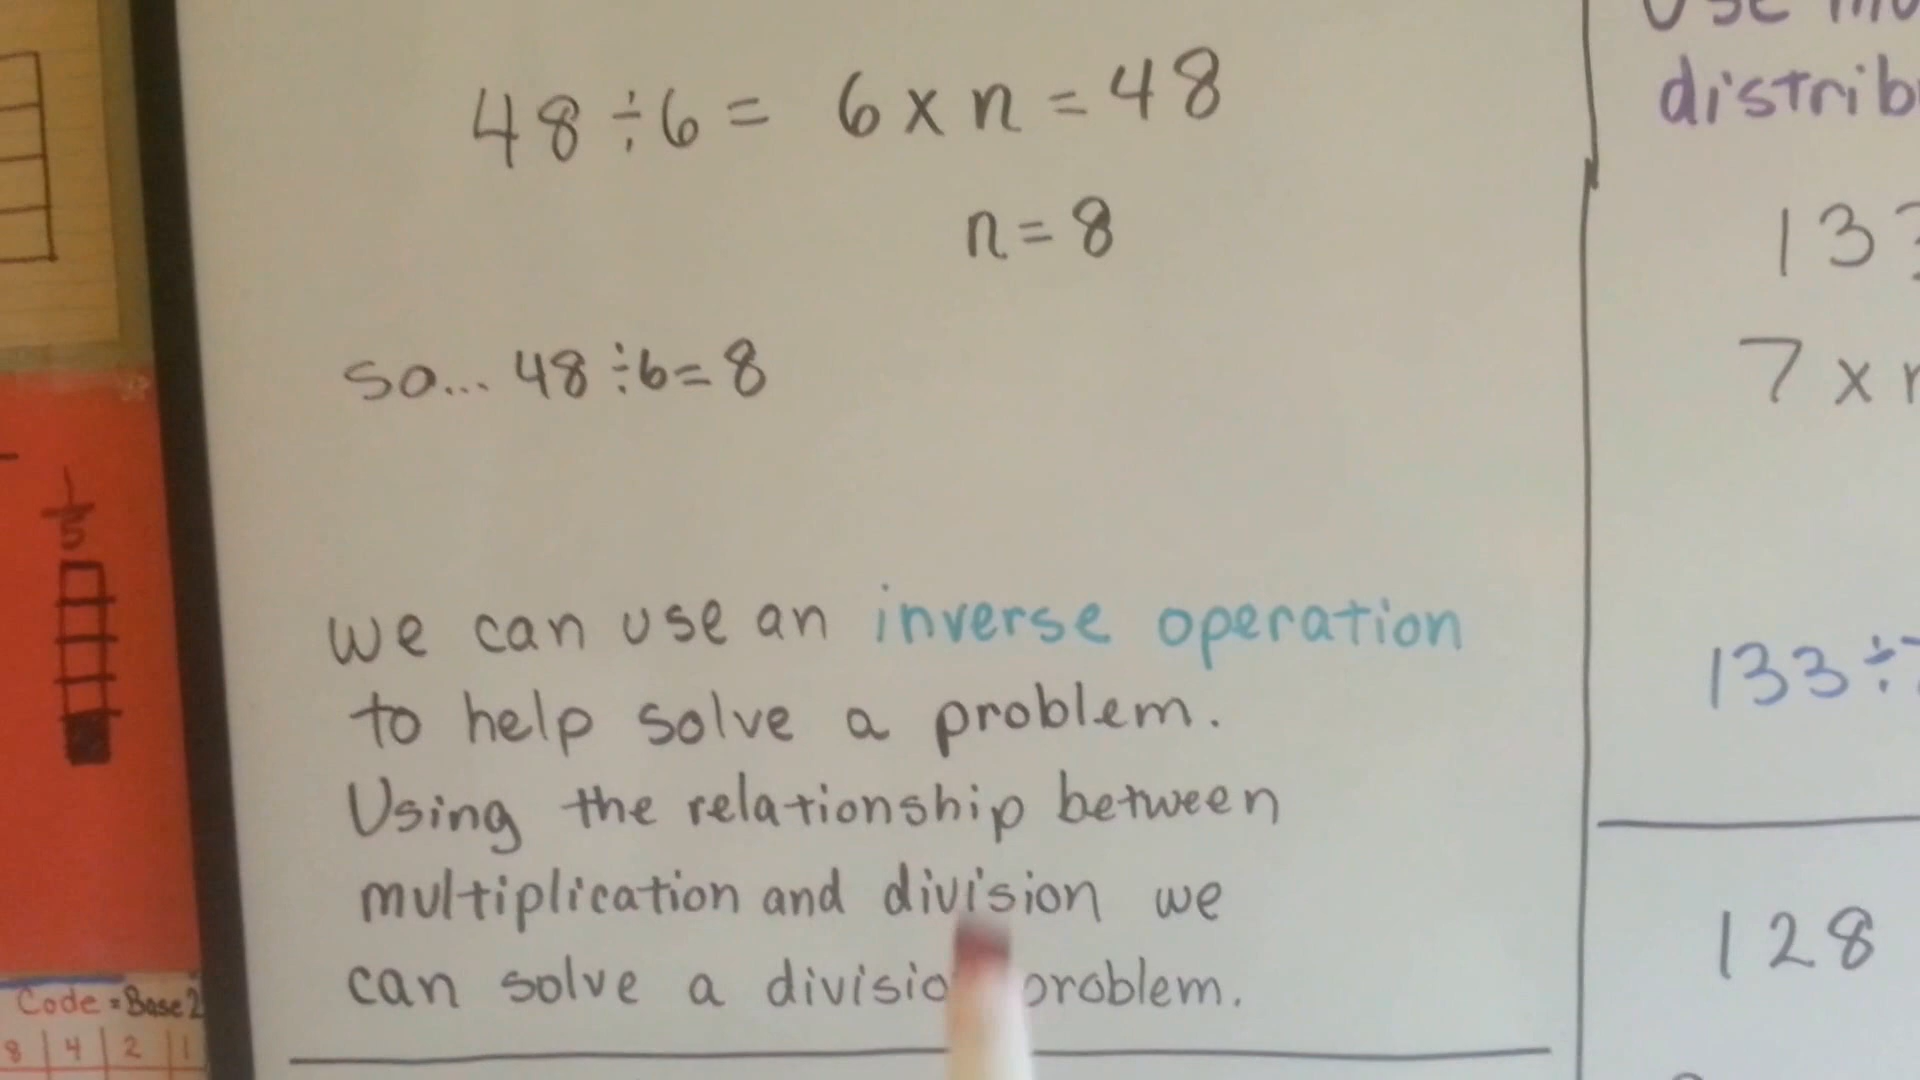 48 ÷ 6 = 6 x n = 48
n = 8
so... 48 ÷ 6 = 8
we can use an inverse operation
to help solve a problem.
Using the relationship between
multiplication and division we
can solve a problem.
distrib
7 x
133 ÷
128
1
5
Code = Base 2
8 4 2 1